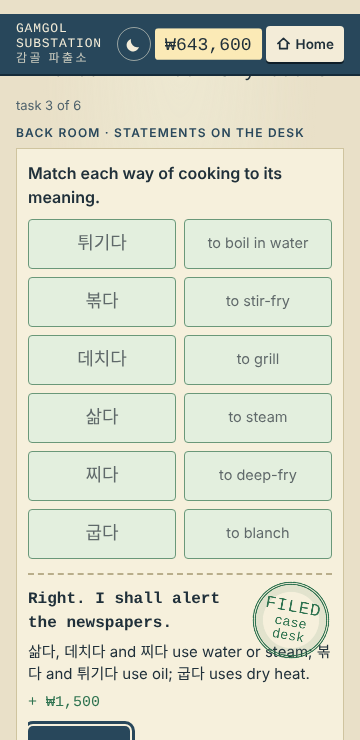 GAMGOL
SUBSTATION
감골 파출소
₩643,600
Home
task 3 of 6
BACK ROOM · STATEMENTS ON THE DESK
Match each way of cooking to its
meaning.
튀기다
to boil in water
볶다
to stir-fry
데치다
to grill
삶다
to steam
찌다
to deep-fry
굽다
to blanch
Right. I shall alert
the newspapers.
FILED
case
desk
삶다, 데치다 and 찌다 use water or steam; 볶
다 and 튀기다 use oil; 굽다 uses dry heat.
+ ₩1,500